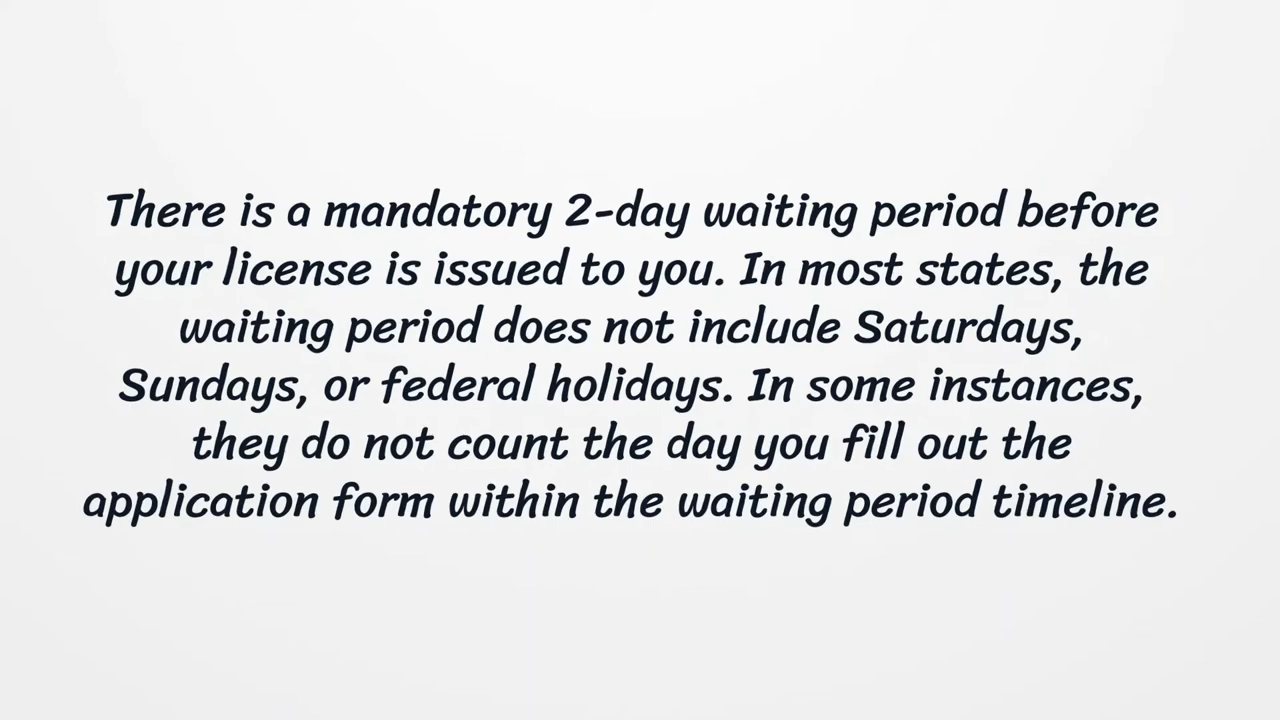 There is a mandatory 2-day waiting period before
your license is issued to you. In most states, the
waiting period does not include Saturdays,
Sundays, or federal holidays. In some instances,
they do not count the day you fill out the
application form within the waiting period timeline.